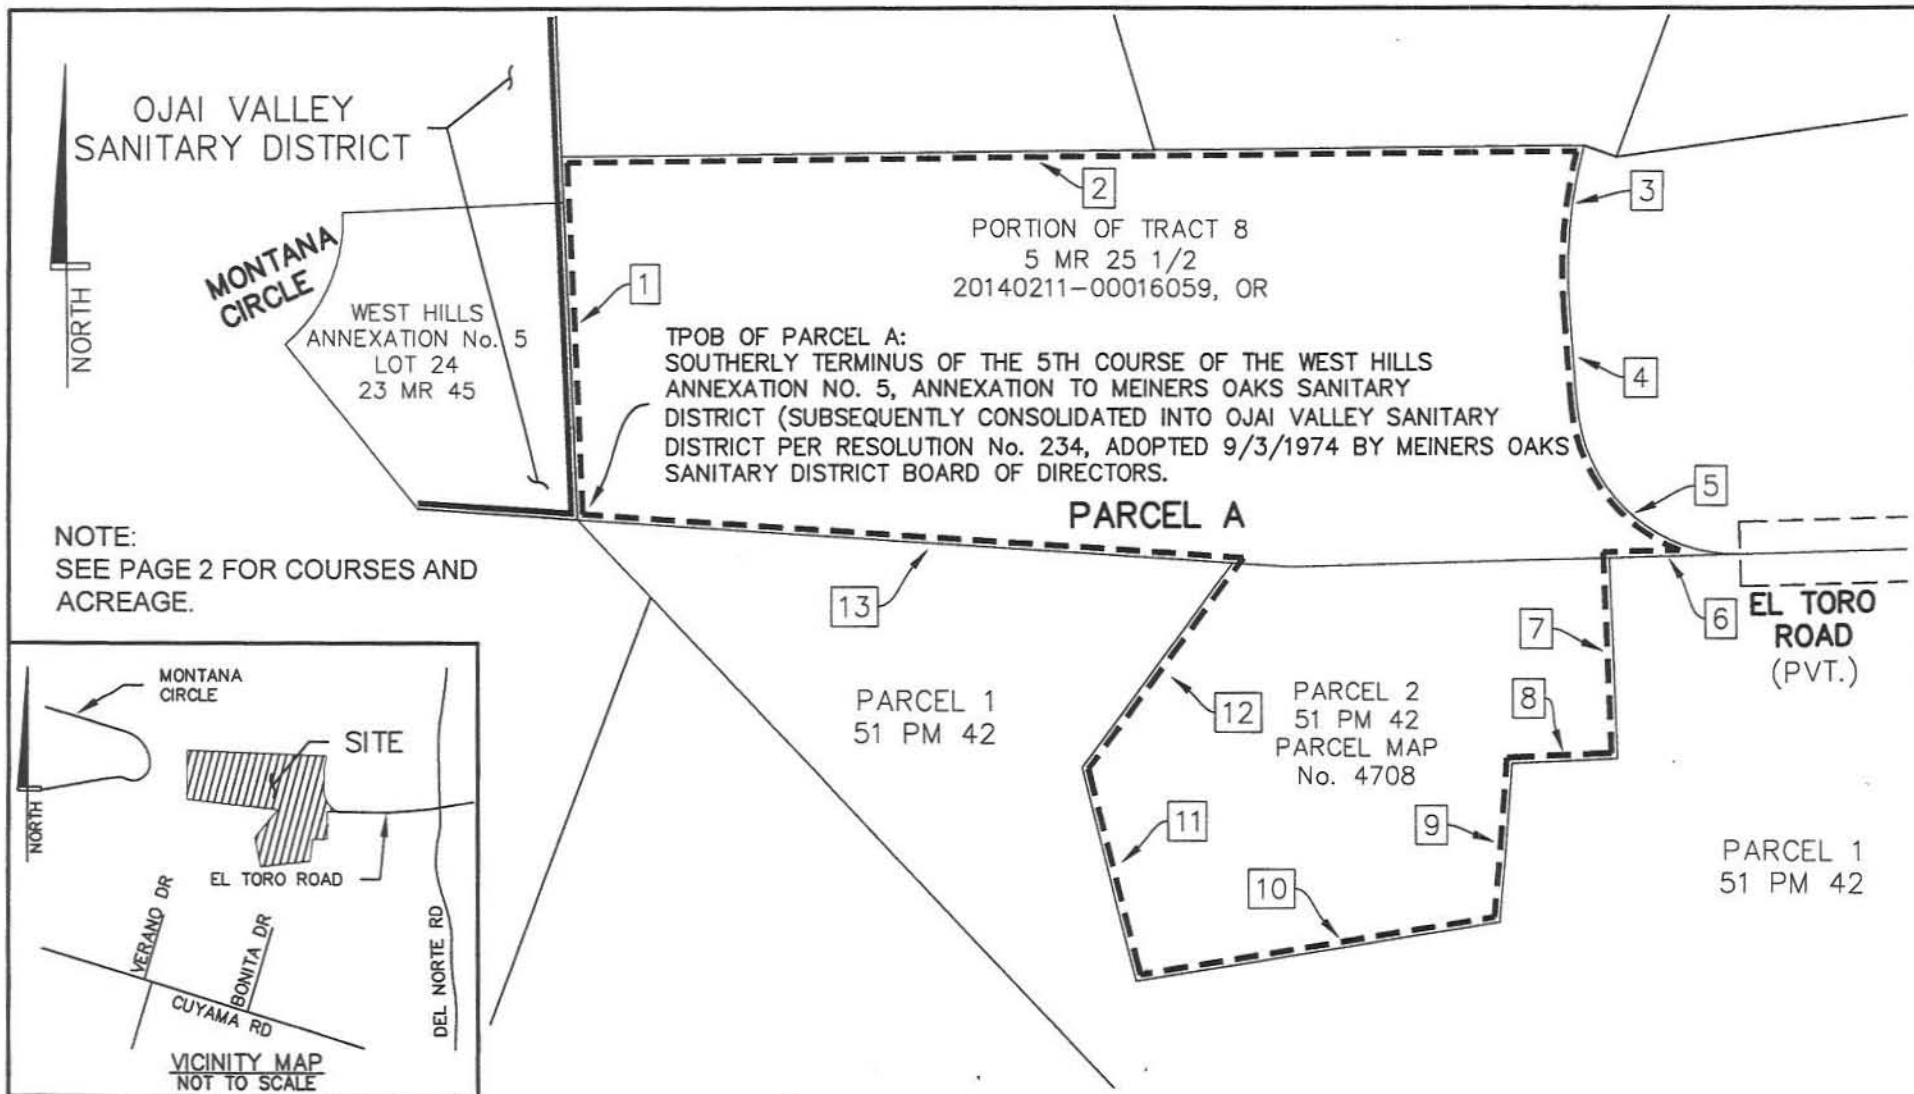 OJAI VALLEY
SANITARY DISTRICT
NORTH
MONTANA
CIRCLE
WEST HILLS
ANNEXATION No. 5
LOT 24
23 MR 45
1
2
3
PORTION OF TRACT 8
5 MR 25 1/2
20140211-00016059, OR
4
TPOB OF PARCEL A:
SOUTHERLY TERMINUS OF THE 5TH COURSE OF THE WEST HILLS
ANNEXATION NO. 5, ANNEXATION TO MEINERS OAKS SANITARY
DISTRICT (SUBSEQUENTLY CONSOLIDATED INTO OJAI VALLEY SANITARY
DISTRICT PER RESOLUTION No. 234, ADOPTED 9/3/1974 BY MEINERS OAKS
SANITARY DISTRICT BOARD OF DIRECTORS.
5
PARCEL A
NOTE:
SEE PAGE 2 FOR COURSES AND
ACREAGE.
13
6
7
EL TORO
ROAD
(PVT.)
PARCEL 1
51 PM 42
12
PARCEL 2
51 PM 42
PARCEL MAP
No. 4708
8
11
9
10
PARCEL 1
51 PM 42
MONTANA
CIRCLE
SITE
NORTH
EL TORO ROAD
VERANO DR
BONITA DR
DEL NORTE RD
CUYAMA RD
VICINITY MAP
NOT TO SCALE